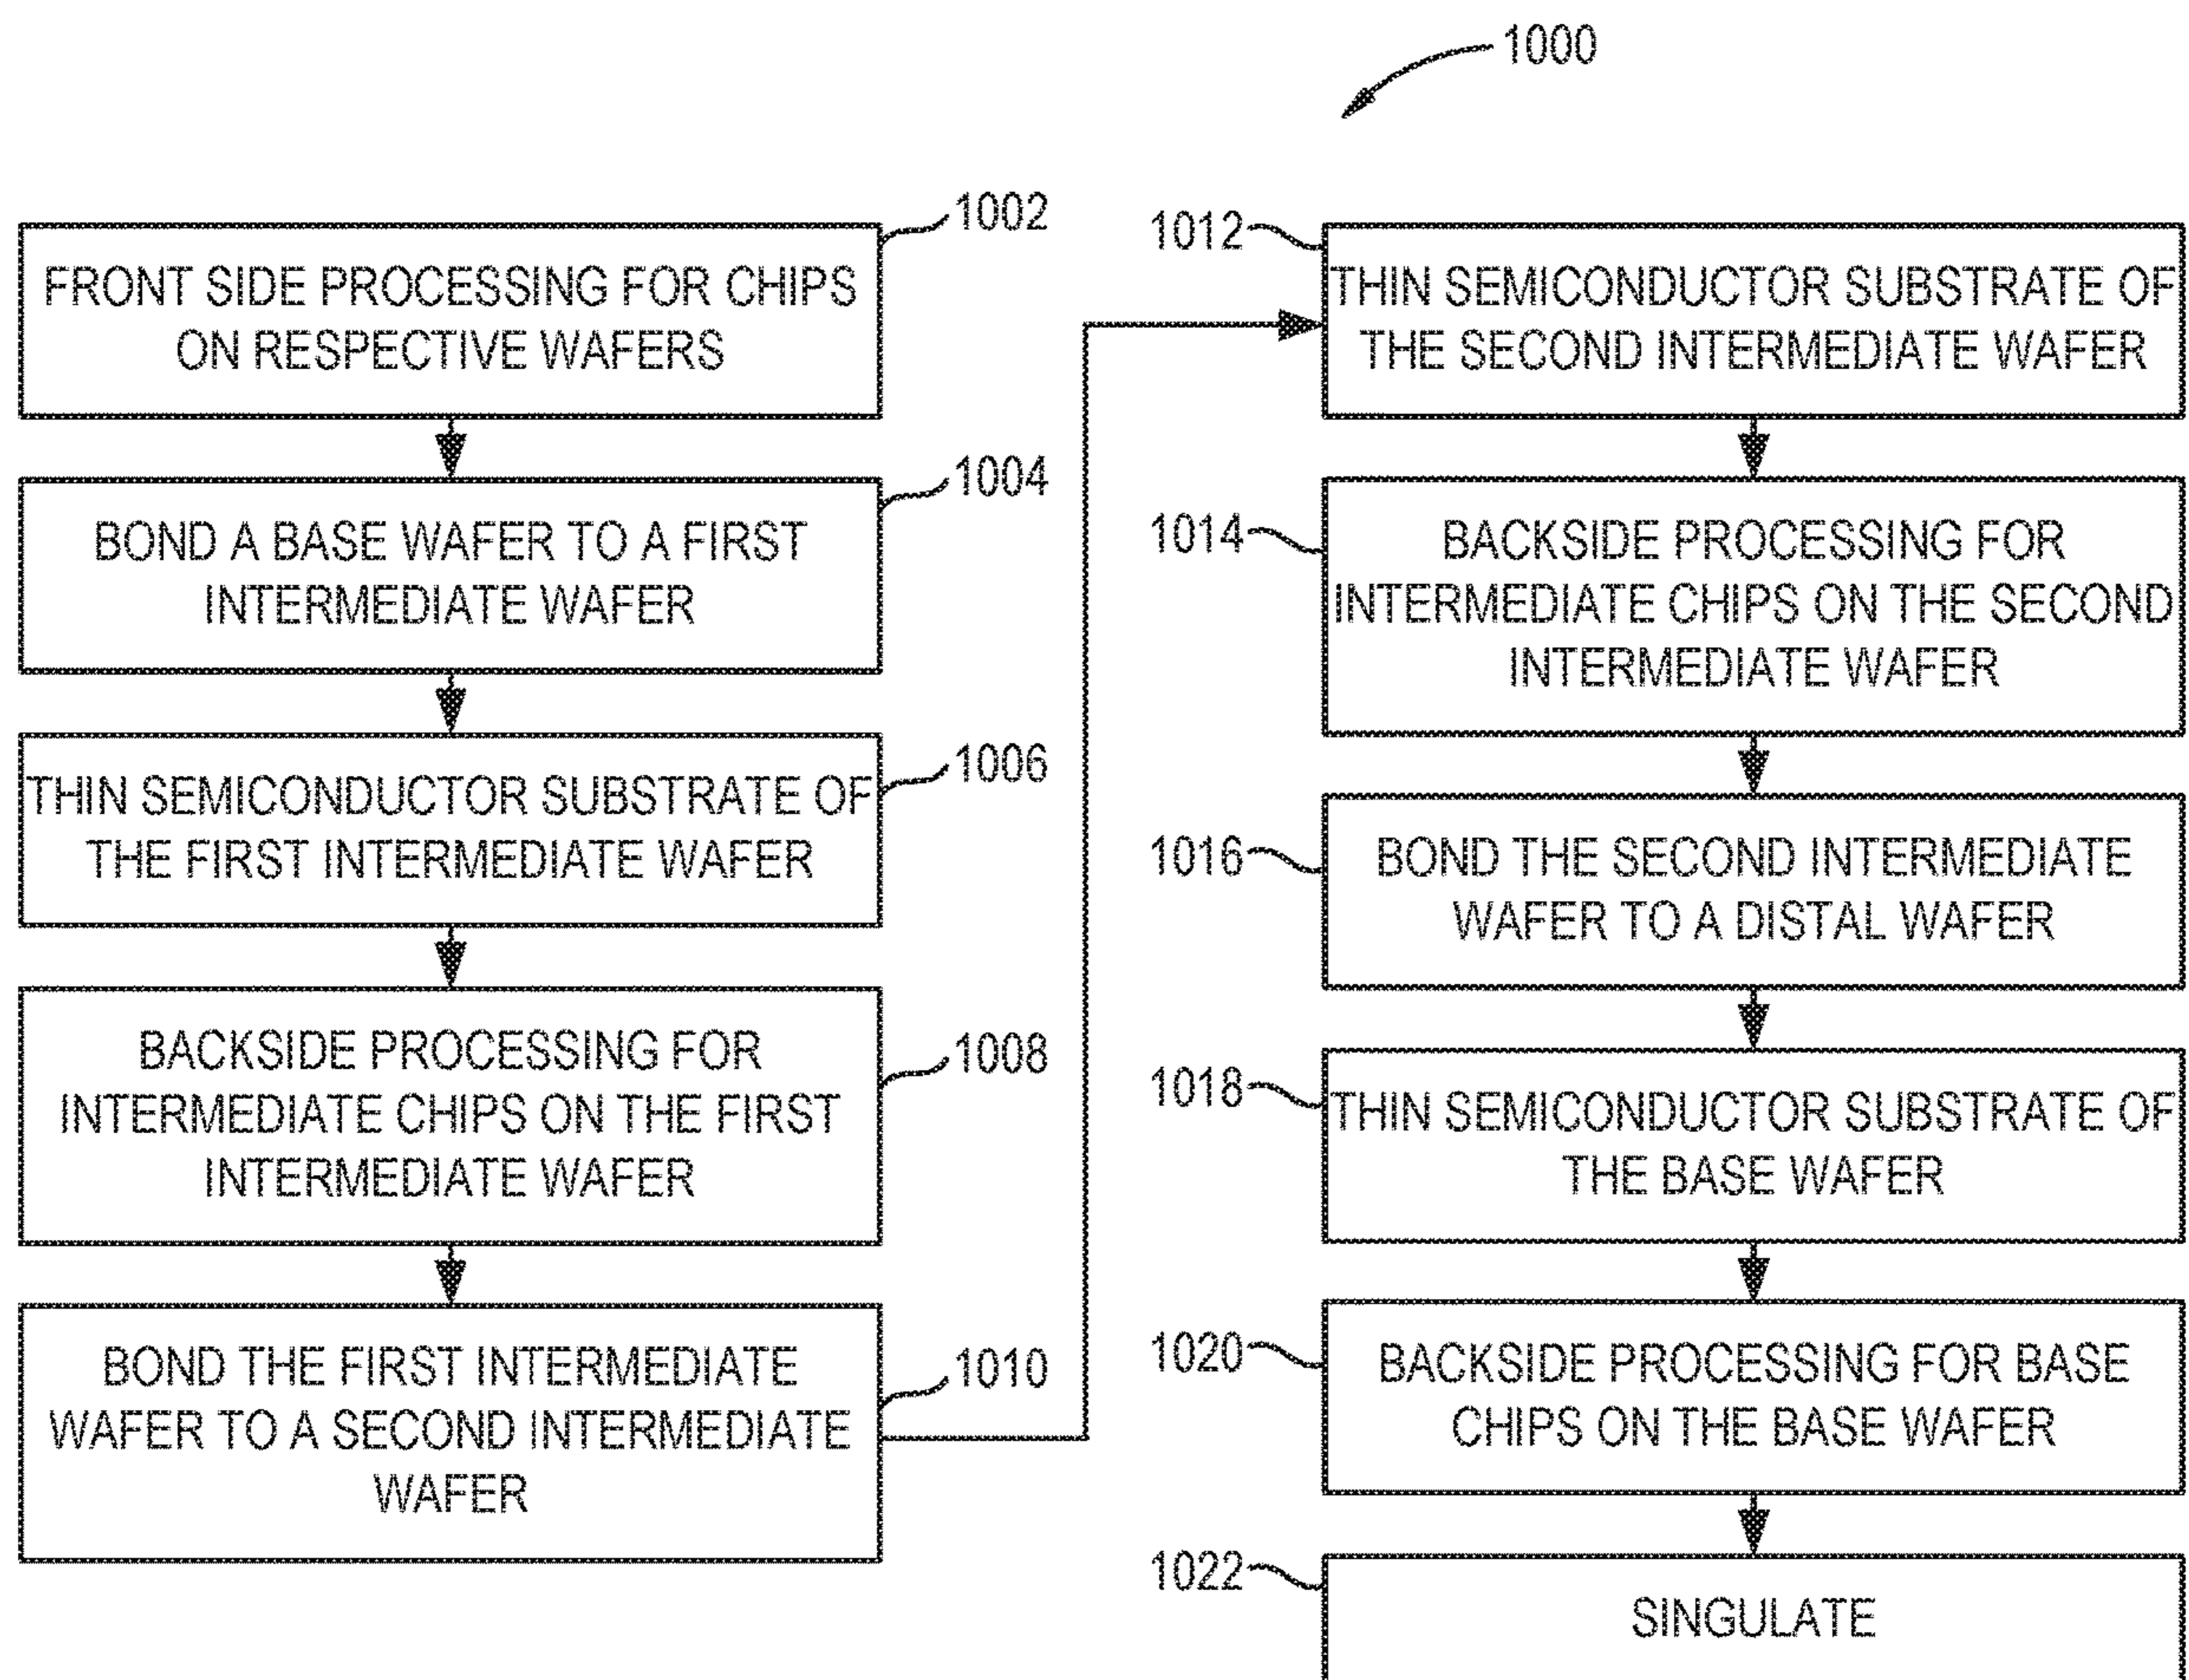 1000
1002
FRONT SIDE PROCESSING FOR CHIPS
ON RESPECTIVE WAFERS
1004
BOND A BASE WAFER TO A FIRST
INTERMEDIATE WAFER
1006
THIN SEMICONDUCTOR SUBSTRATE OF
THE FIRST INTERMEDIATE WAFER
1008
BACKSIDE PROCESSING FOR
INTERMEDIATE CHIPS ON THE FIRST
INTERMEDIATE WAFER
1010
BOND THE FIRST INTERMEDIATE
WAFER TO A SECOND INTERMEDIATE
WAFER
1012
THIN SEMICONDUCTOR SUBSTRATE OF
THE SECOND INTERMEDIATE WAFER
1014
BACKSIDE PROCESSING FOR
INTERMEDIATE CHIPS ON THE SECOND
INTERMEDIATE WAFER
1016
BOND THE SECOND INTERMEDIATE
WAFER TO A DISTAL WAFER
1018
THIN SEMICONDUCTOR SUBSTRATE OF
THE BASE WAFER
1020
BACKSIDE PROCESSING FOR BASE
CHIPS ON THE BASE WAFER
1022
SINGULATE